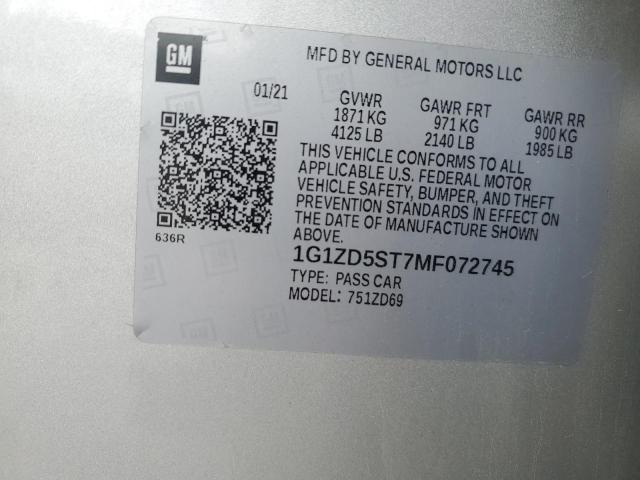 GM
MFD BY GENERAL MOTORS LLC
01/21
GVWR GAWR FRT GAWR RR
1871 KG 971 KG 900 KG
4125 LB 2140 LB 1985 LB
THIS VEHICLE CONFORMS TO ALL
APPLICABLE U.S. FEDERAL MOTOR
VEHICLE SAFETY, BUMPER, AND THEFT
PREVENTION STANDARDS IN EFFECT ON
THE DATE OF MANUFACTURE SHOWN
ABOVE.
636R
1G1ZD5ST7MF072745
TYPE: PASS CAR
MODEL: 751ZD69